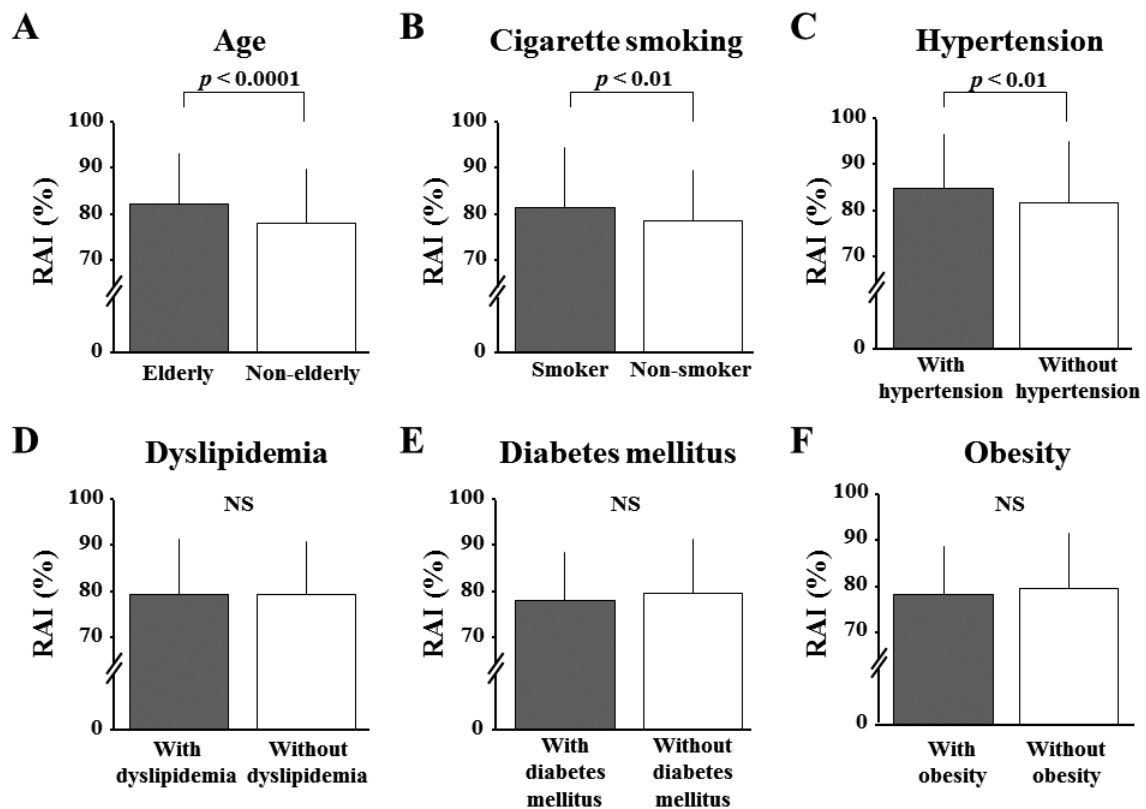 A
Age
p < 0.0001
100
90
80
70
0
RAI (%)
Elderly
Non-elderly
B
Cigarette smoking
p < 0.01
100
90
80
70
0
RAI (%)
Smoker
Non-smoker
C
Hypertension
p < 0.01
100
90
80
70
0
RAI (%)
With
hypertension
Without
hypertension
D
Dyslipidemia
NS
100
90
80
70
0
RAI (%)
With
dyslipidemia
Without
dyslipidemia
E
Diabetes mellitus
NS
100
90
80
70
0
RAI (%)
With
diabetes
mellitus
Without
diabetes
mellitus
F
Obesity
NS
100
90
80
70
0
RAI (%)
With
obesity
Without
obesity